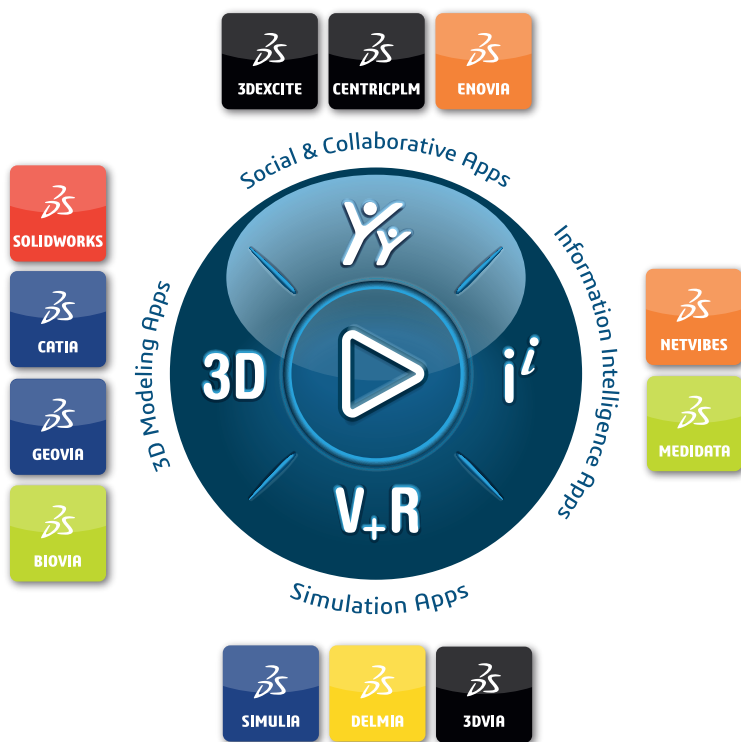 3DEXCITE
CENTRICPLM
ENOVIA
Social & Collaborative Apps
SOLIDWORKS
CATIA
GEOVIA
BIOVIA
3D Modeling Apps
3D
i i
V+R
Information Intelligence Apps
NETVIBES
MEDIDATA
Simulation Apps
SIMULIA
DELMIA
3DVIA